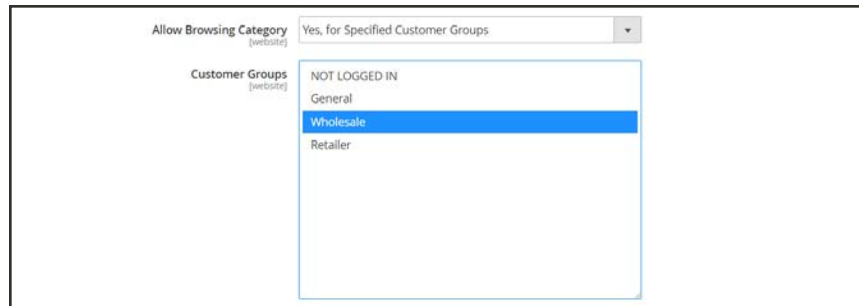 Allow Browsing Category Yes, for Specified Customer Groups
[website]
Customer Groups NOT LOGGED IN
[website]
General
Wholesale
Retailer